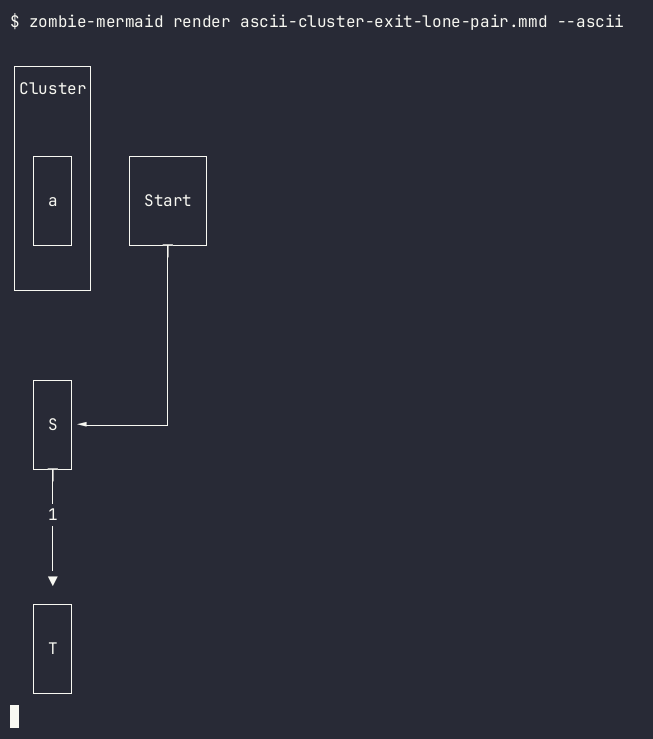 $ zombie-mermaid render ascii-cluster-exit-lone-pair.mmd --ascii
Cluster
a
Start
S
1
T